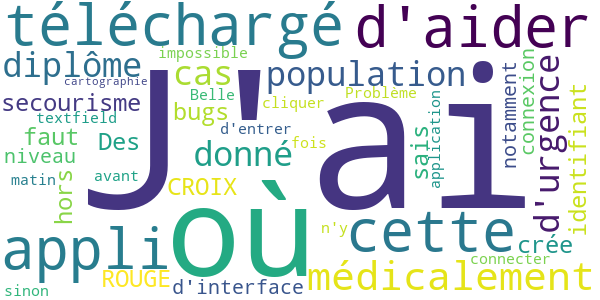 téléchargé d'aider
diplôme impossible
cas population
cartographie
secourisme Belle cliquer Problème
textfield bugs
J'ai
d'entrer
faut Des fois
niveau donné
matin avant
hors CROIX
sais application notamment connexion d'urgence identifiant
où cette
appli n'y crée
connecter
ROUGE médicalement
sinon d'interface